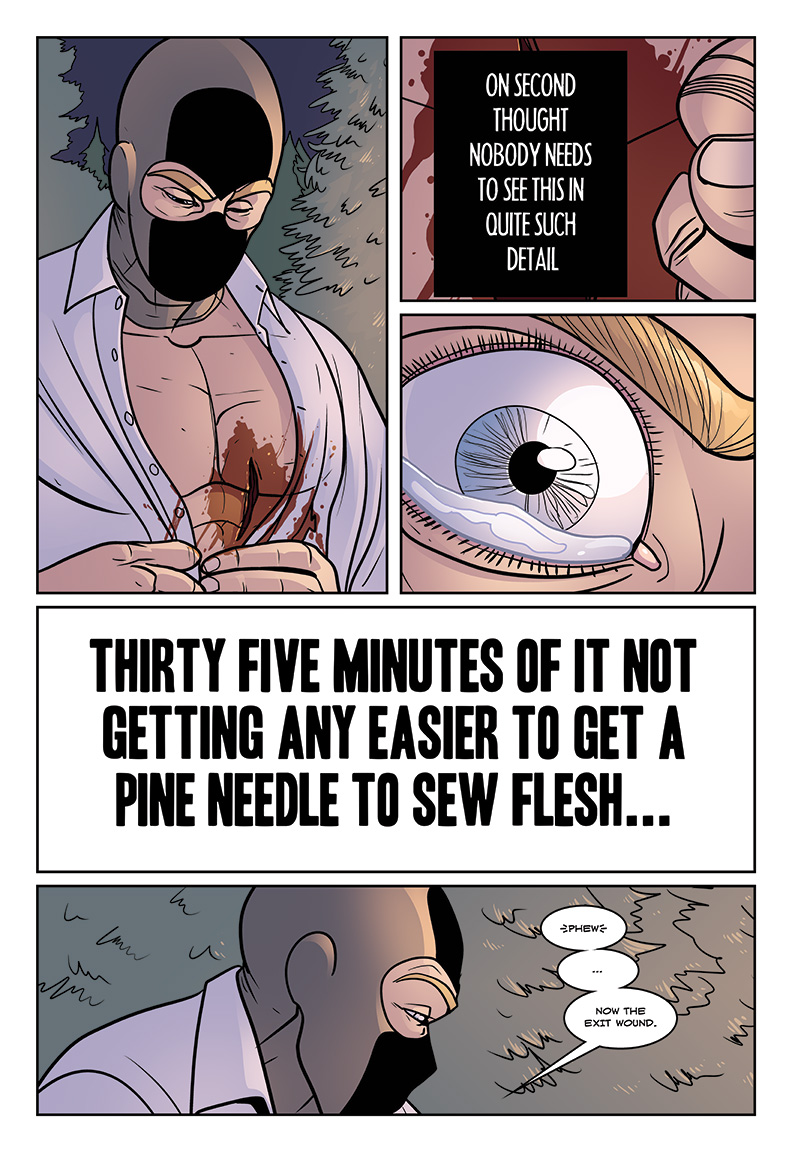 ON SECOND
THOUGHT
NOBODY NEEDS
TO SEE THIS IN
QUITE SUCH
DETAIL
THIRTY FIVE MINUTES OF IT NOT
GETTING ANY EASIER TO GET A
PINE NEEDLE TO SEW FLESH...
PHEW
...
NOW THE
EXIT WOUND.